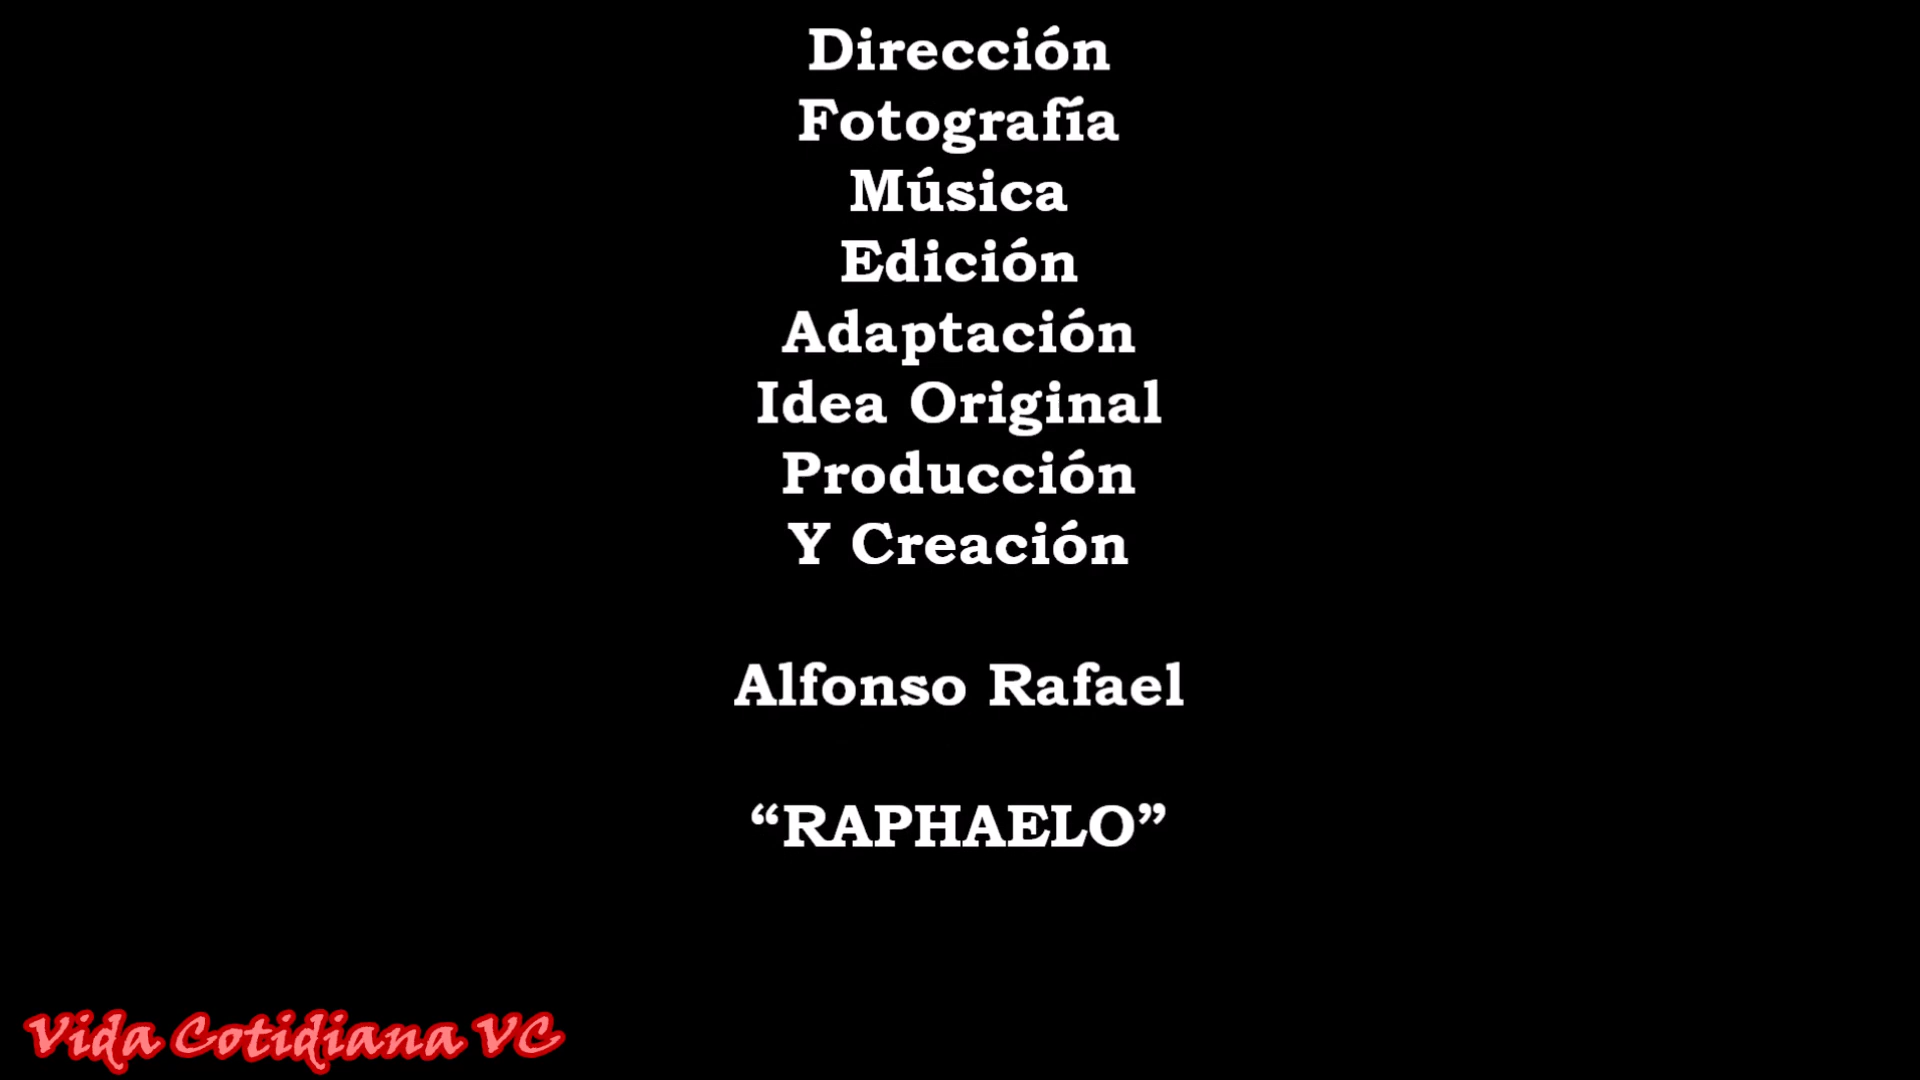 Dirección
Fotografía
Música
Edición
Adaptación
Idea Original
Producción
Y Creación
Alfonso Rafael
“RAPHAELO”
Vida Cotidiana VC